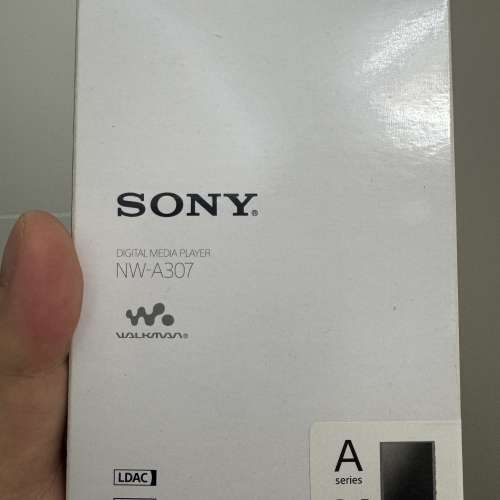 SONY®
DIGITAL MEDIA PLAYER
NW-A307
WALKMAN®
LDAC
A
series